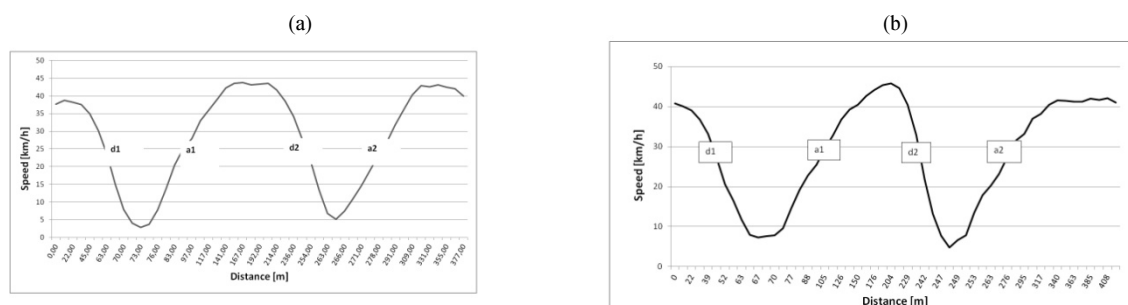 (a)
50
45
40
35
30
25
20
15
10
5
0
Speed [km/h]
d1
a1
d2
a2
0,00 22,00 45,00 63,00 70,00 73,00 76,00 83,00 97,00 117,00 141,00 167,00 192,00 214,00 236,00 254,00 263,00 266,00 271,00 278,00 291,00 309,00 331,00 355,00 377,00
Distance [m]
(b)
50
40
30
20
10
0
Speed [km/h]
d1
a1
d2
a2
0 22 39 52 63 67 70 77 88 105 126 150 176 204 229 242 247 249 253 263 276 295 317 340 363 385 408
Distance [m]